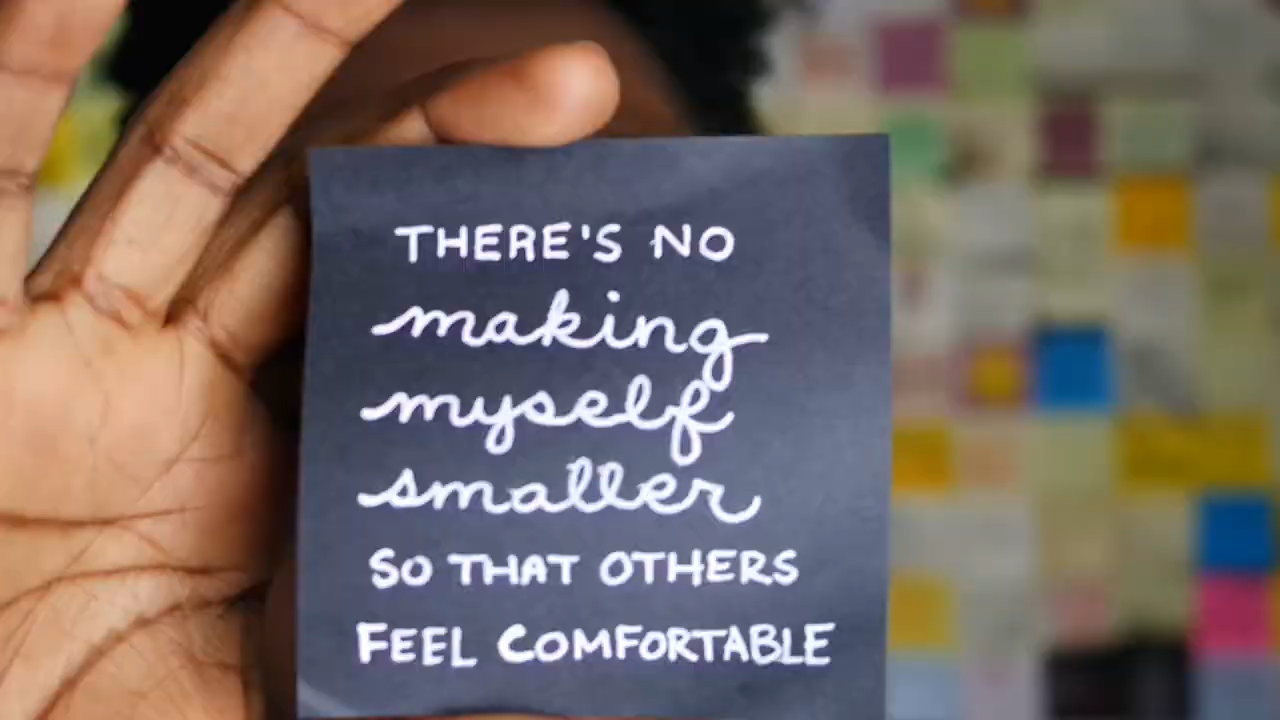 THERE'S NO
making
myself
smaller
SO THAT OTHERS
FEEL COMFORTABLE